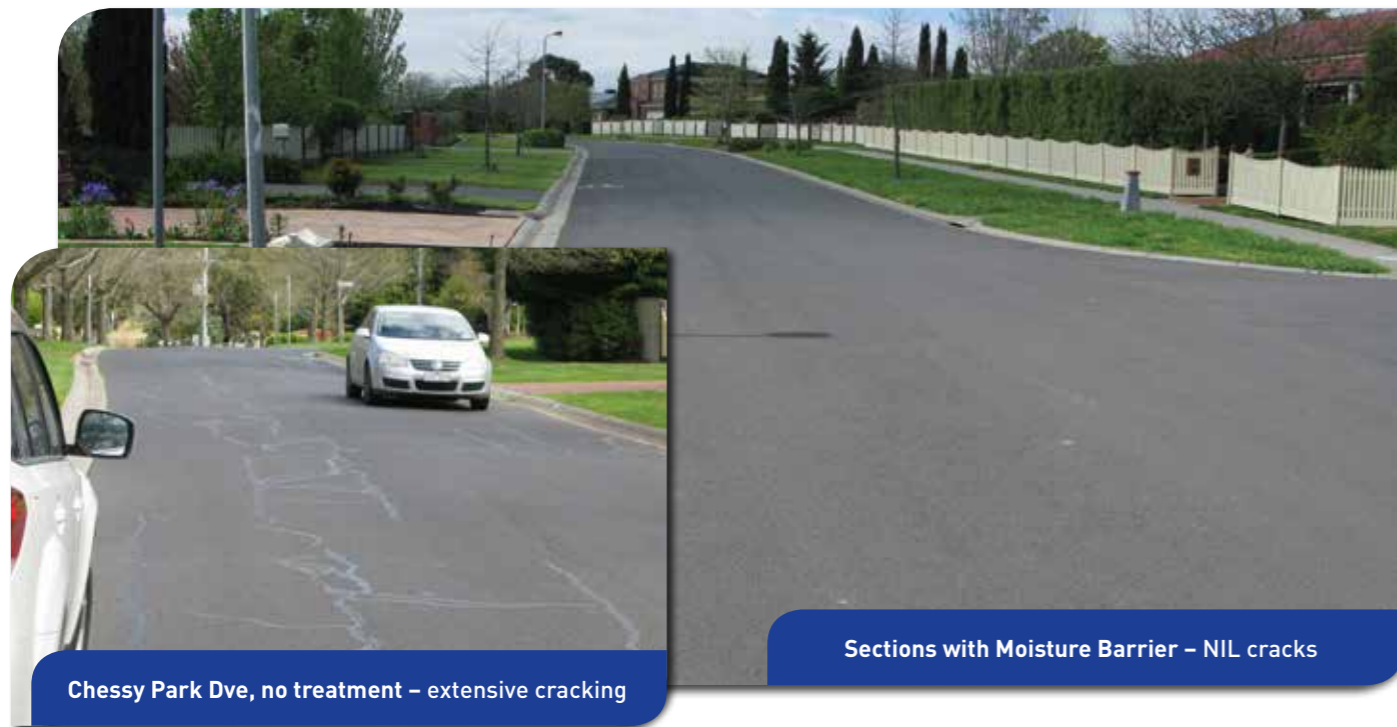 Sections with Moisture Barrier – NIL cracks
Chessy Park Dve, no treatment – extensive cracking